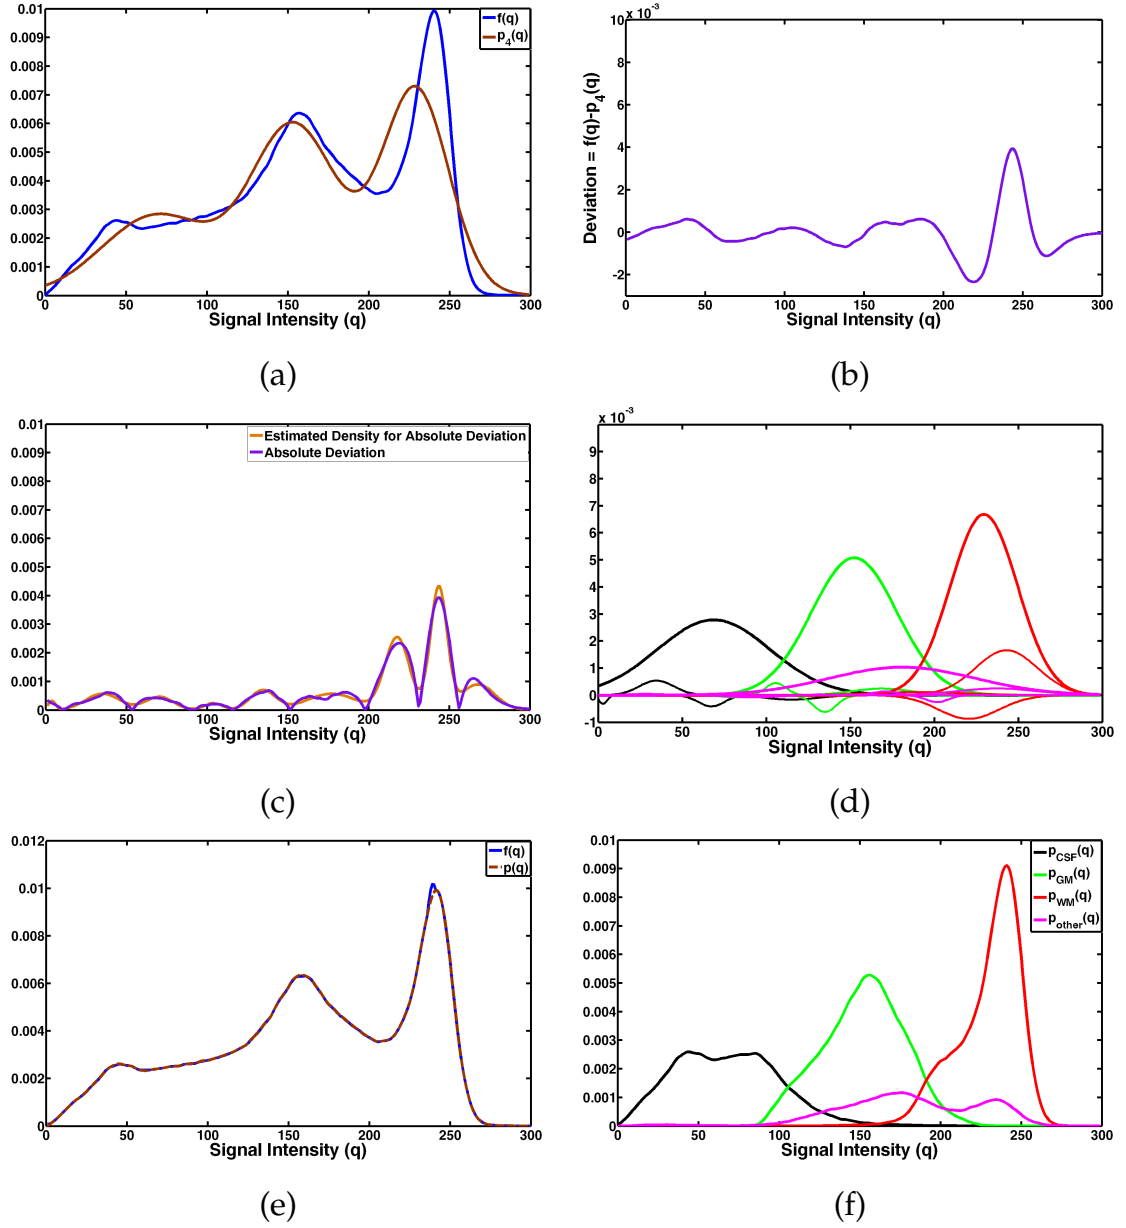 0.01
0.009
0.008
0.007
0.006
0.005
0.004
0.003
0.002
0.001
0
0 50 100 150 200 250 300
Signal Intensity (q)
f(q)
p4(q)
(a)
x 10-3
10
8
6
4
2
0
-2
0 50 100 150 200 250 300
Deviation = f(q)-p4(q)
Signal Intensity (q)
(b)
0.01
0.009
0.008
0.007
0.006
0.005
0.004
0.003
0.002
0.001
0
0 50 100 150 200 250 300
Signal Intensity (q)
Estimated Density for Absolute Deviation
Absolute Deviation
(c)
x 10-3
9
8
7
6
5
4
3
2
1
0
-1
0 50 100 150 200 250 300
Signal Intensity (q)
(d)
0.012
0.01
0.008
0.006
0.004
0.002
0
0 50 100 150 200 250 300
Signal Intensity (q)
f(q)
p(q)
(e)
0.01
0.009
0.008
0.007
0.006
0.005
0.004
0.003
0.002
0.001
0
0 50 100 150 200 250 300
Signal Intensity (q)
pCSF(q)
pGM(q)
pWM(q)
pother(q)
(f)